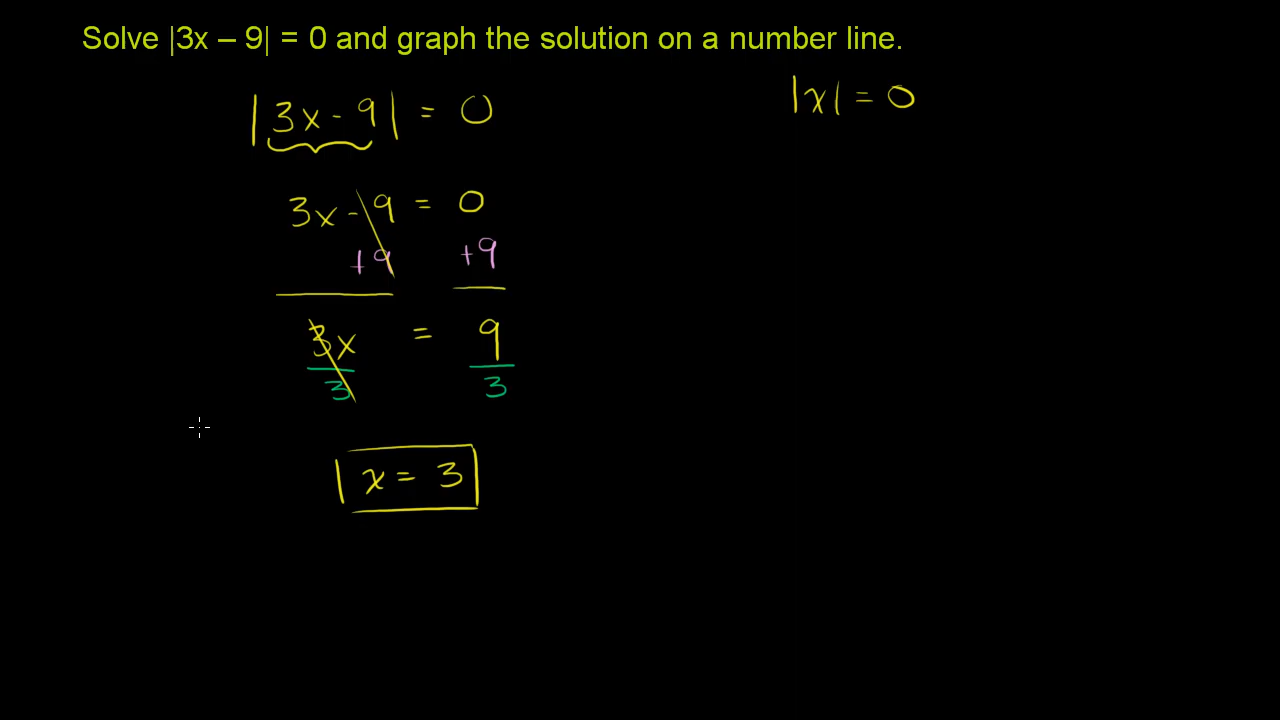 Solve |3x – 9| = 0 and graph the solution on a number line.
|3x - 9| = 0
|x| = 0
3x - 9 = 0
+9 +9
3x = 9
3 3
x = 3